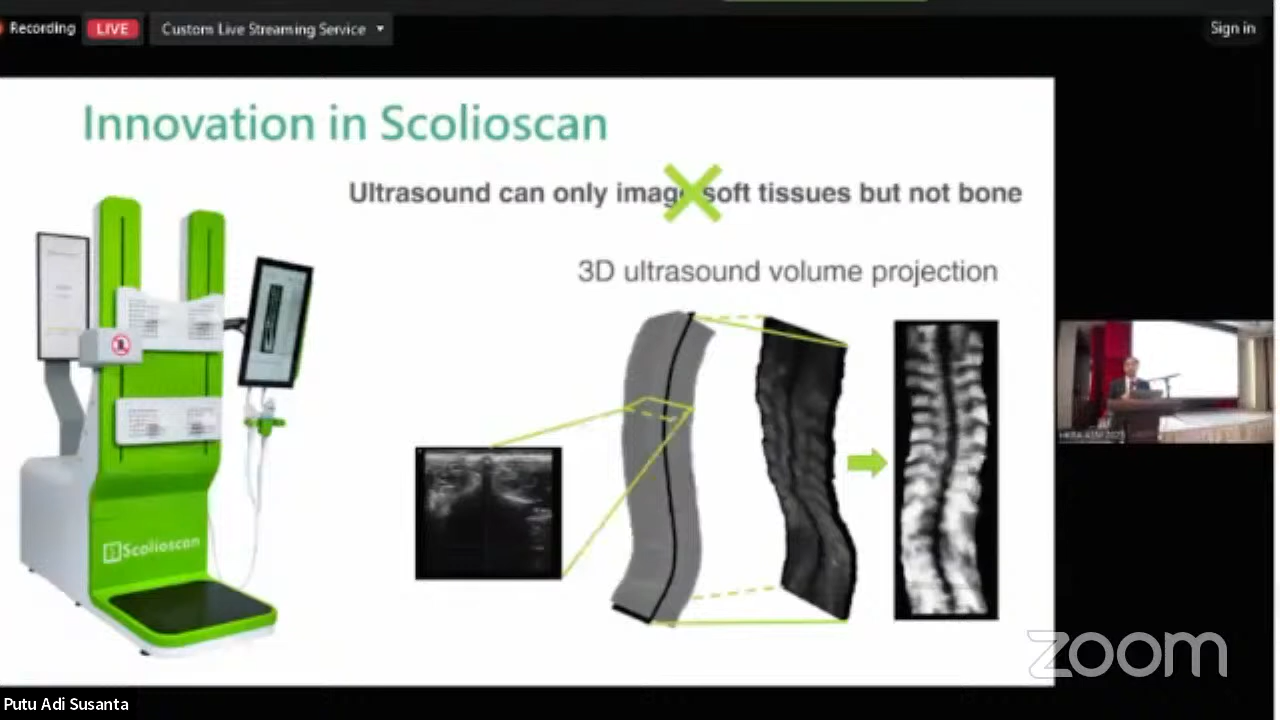 Recording
LIVE
Custom Live Streaming Service
Sign in
Innovation in Scolioscan
Ultrasound can only image soft tissues but not bone
3D ultrasound volume projection
Scolioscan
zoom
Putu Adi Susanta